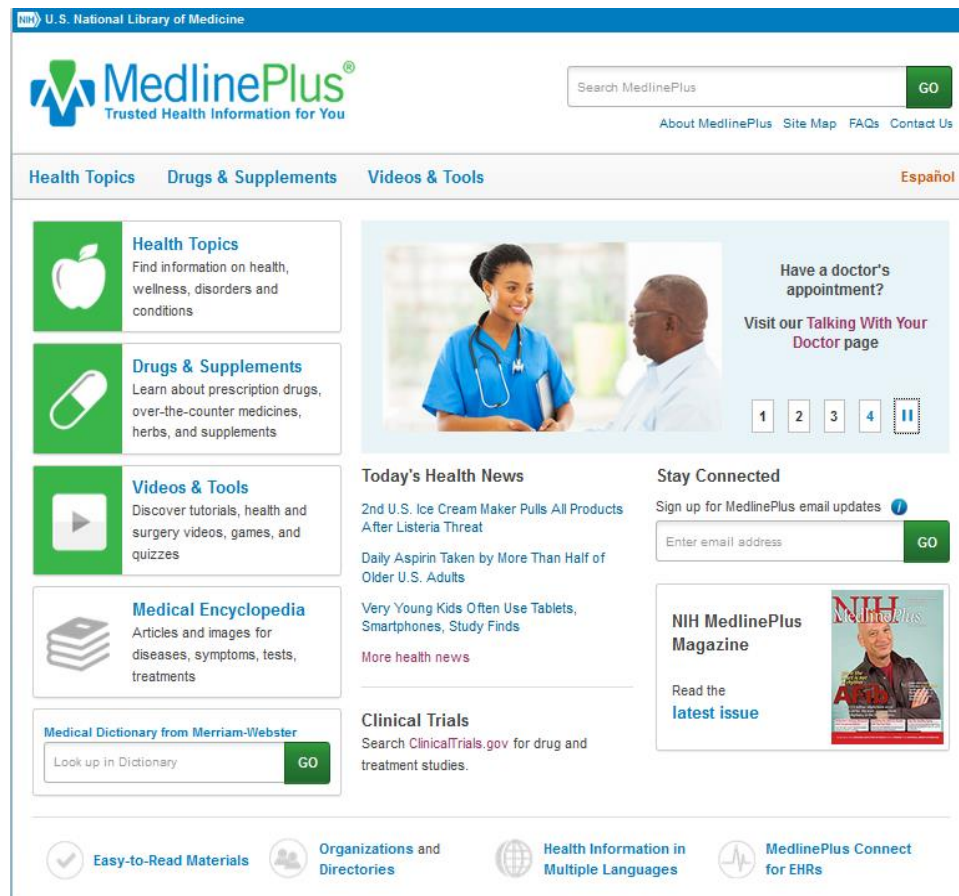 NIH U.S. National Library of Medicine
MedlinePlus®
Trusted Health Information for You
Search MedlinePlus
GO
About MedlinePlus Site Map FAQs Contact Us
Health Topics Drugs & Supplements Videos & Tools Español
Health Topics
Find information on health,
wellness, disorders and
conditions
Drugs & Supplements
Learn about prescription drugs,
over-the-counter medicines,
herbs, and supplements
Videos & Tools
Discover tutorials, health and
surgery videos, games, and
quizzes
Medical Encyclopedia
Articles and images for
diseases, symptoms, tests,
treatments
Medical Dictionary from Merriam-Webster
Look up in Dictionary
GO
Have a doctor's
appointment?
Visit our Talking With Your
Doctor page
1 2 3 4
Today's Health News
2nd U.S. Ice Cream Maker Pulls All Products
After Listeria Threat
Daily Aspirin Taken by More Than Half of
Older U.S. Adults
Very Young Kids Often Use Tablets,
Smartphones, Study Finds
More health news
Clinical Trials
Search ClinicalTrials.gov for drug and
treatment studies.
Stay Connected
Sign up for MedlinePlus email updates
Enter email address
GO
NIH MedlinePlus
Magazine
Read the
latest issue
NIH
MedlinePlus
AFib
Easy-to-Read Materials
Organizations and
Directories
Health Information in
Multiple Languages
MedlinePlus Connect
for EHRs